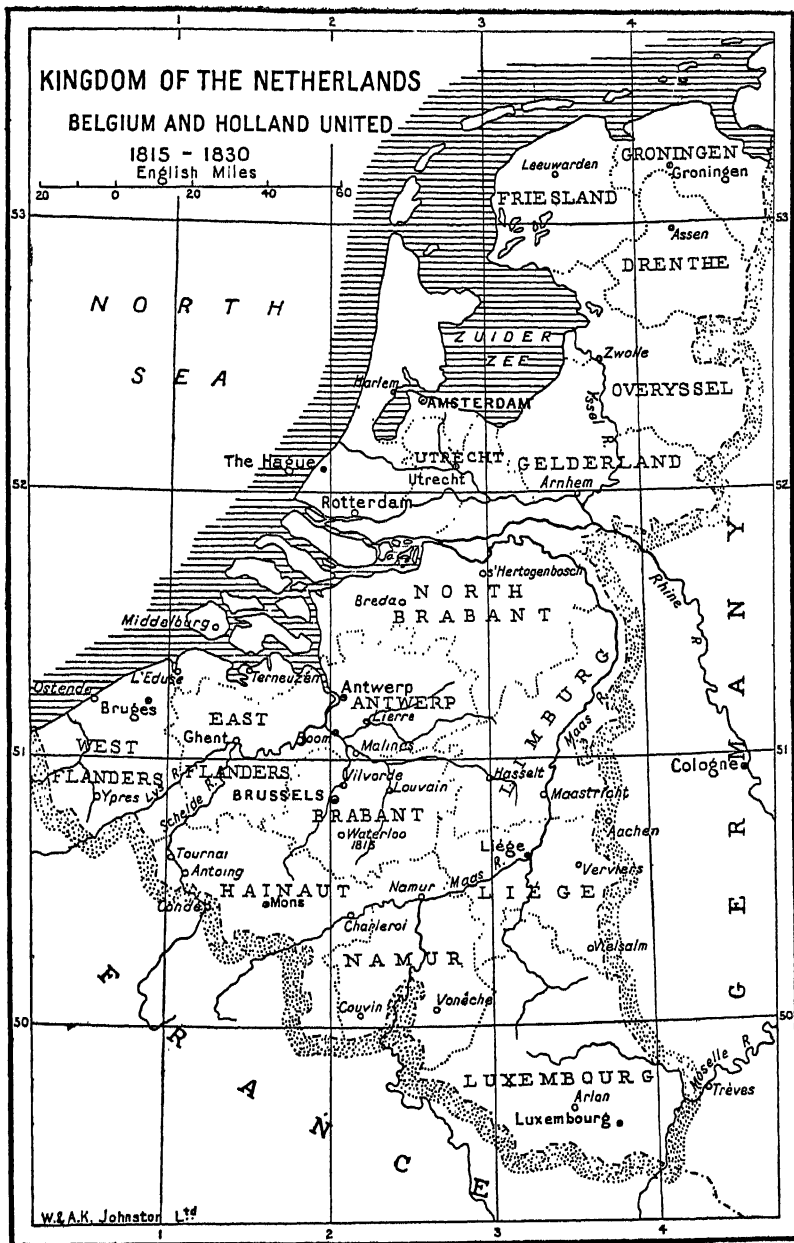 1 2 3 4
KINGDOM OF THE NETHERLANDS
BELGIUM AND HOLLAND UNITED
1815 - 1830
English Miles
20 0 20 40 60
53
NORTH
SEA
GRONINGEN
Groningen
Leeuwarden
FRIESLAND
Assen
DRENTHE
ZUIDER
ZEE
Zwolle
Harlem
AMSTERDAM
OVERYSSEL
Yssel R.
UTRECHT
Utrecht
GELDERLAND
The Hague
Arnhem
52 52
Rotterdam
s'Hertogenbosch
Rhine R
NORTH
BRABANT
Breda
Middelburg
L'Ecluse
Terneuzen
Ostende
Bruges
Antwerp
ANTWERP
Lierre
EAST
FLANDERS
Ghent
Boom
Malines
LIMBURG
Maas R.
51 51
WEST
FLANDERS
Ypres
Lys R.
Schelde R.
Vilvorde
Louvain
Hasselt
Maastricht
Cologne
BRUSSELS
BRABANT
Waterloo
1815
Aachen
Liége
Tournai
Antoing
Verviers
HAINAUT
Mons
Namur
Maas R.
LIÉGE
Condé
Charleroi
Vielsalm
NAMUR
Couvin
Vonêche
50 50
GERMANY
FRANCE
LUXEMBOURG
Arlon
Luxembourg
Moselle R
Trèves
W. & A.K. Johnston Ltd
1 2 3 4